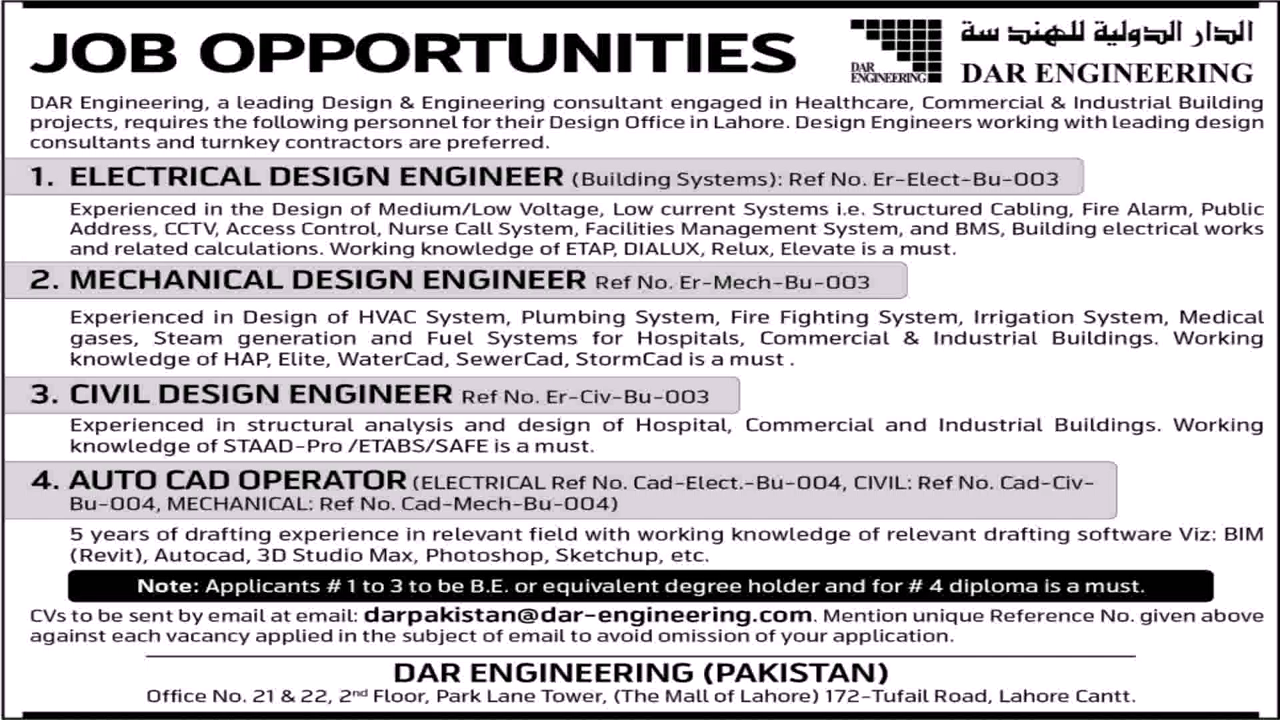 JOB OPPORTUNITIES
DAR
ENGINEERING
الدار الدولية للهندسة
DAR ENGINEERING
DAR Engineering, a leading Design & Engineering consultant engaged in Healthcare, Commercial & Industrial Building
projects, requires the following personnel for their Design Office in Lahore. Design Engineers working with leading design
consultants and turnkey contractors are preferred.
1. ELECTRICAL DESIGN ENGINEER (Building Systems): Ref No. Er-Elect-Bu-003
Experienced in the Design of Medium/Low Voltage, Low current Systems i.e. Structured Cabling, Fire Alarm, Public
Address, CCTV, Access Control, Nurse Call System, Facilities Management System, and BMS, Building electrical works
and related calculations. Working knowledge of ETAP, DIALUX, Relux, Elevate is a must.
2. MECHANICAL DESIGN ENGINEER Ref No. Er-Mech-Bu-003
Experienced in Design of HVAC System, Plumbing System, Fire Fighting System, Irrigation System, Medical
gases, Steam generation and Fuel Systems for Hospitals, Commercial & Industrial Buildings. Working
knowledge of HAP, Elite, WaterCad, SewerCad, StormCad is a must .
3. CIVIL DESIGN ENGINEER Ref No. Er-Civ-Bu-003
Experienced in structural analysis and design of Hospital, Commercial and Industrial Buildings. Working
knowledge of STAAD-Pro /ETABS/SAFE is a must.
4. AUTO CAD OPERATOR (ELECTRICAL Ref No. Cad-Elect.-Bu-004, CIVIL: Ref No. Cad-Civ-
Bu-004, MECHANICAL: Ref No. Cad-Mech-Bu-004)
5 years of drafting experience in relevant field with working knowledge of relevant drafting software Viz: BIM
(Revit), Autocad, 3D Studio Max, Photoshop, Sketchup, etc.
Note: Applicants # 1 to 3 to be B.E. or equivalent degree holder and for # 4 diploma is a must.
CVs to be sent by email at email: darpakistan@dar-engineering.com. Mention unique Reference No. given above
against each vacancy applied in the subject of email to avoid omission of your application.
DAR ENGINEERING (PAKISTAN)
Office No. 21 & 22, 2nd Floor, Park Lane Tower, (The Mall of Lahore) 172-Tufail Road, Lahore Cantt.